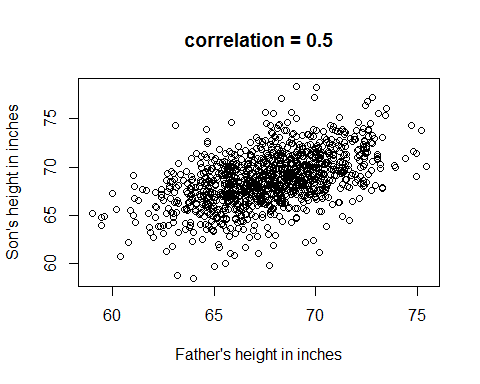 correlation = 0.5
Son's height in inches
75
70
65
60
60
65
70
75
Father's height in inches